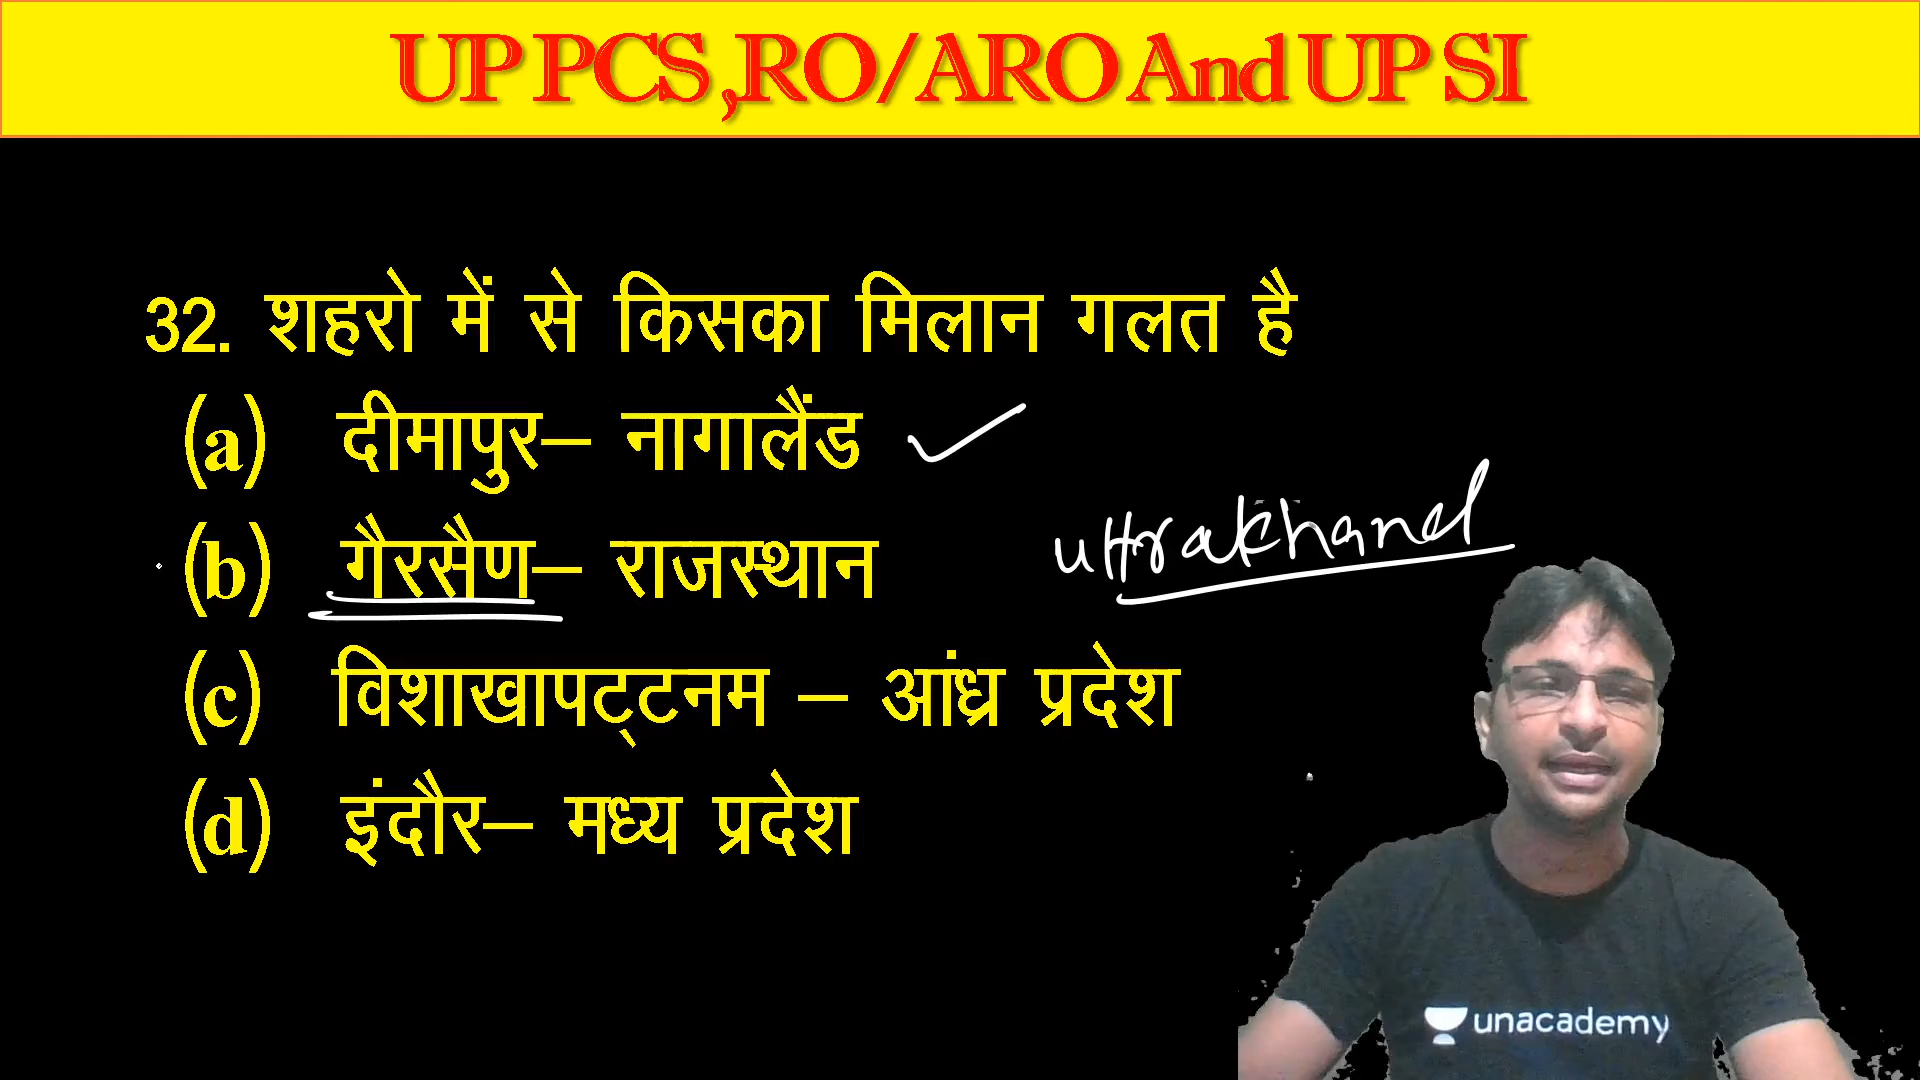 UP PCS ,RO/ARO And UP SI
32. शहरो में से किसका मिलान गलत है
(a) दीमापुर– नागालैंड
(b) गैरसैण– राजस्थान
uttrakhand
(c) विशाखापट्टनम – आंध्र प्रदेश
(d) इंदौर– मध्य प्रदेश
unacademy